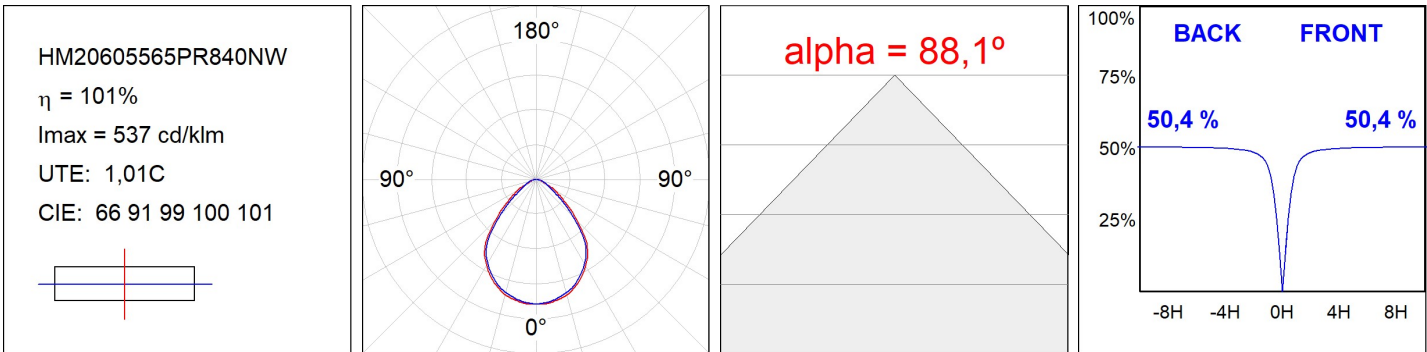 HM20605565PR840NW
η = 101%
Imax = 537 cd/klm
UTE: 1,01C
CIE: 66 91 99 100 101
180°
90° 90°
0°
alpha = 88,1º
100%
BACK FRONT
75%
50,4 % 50,4 %
50%
25%
-8H -4H 0H 4H 8H